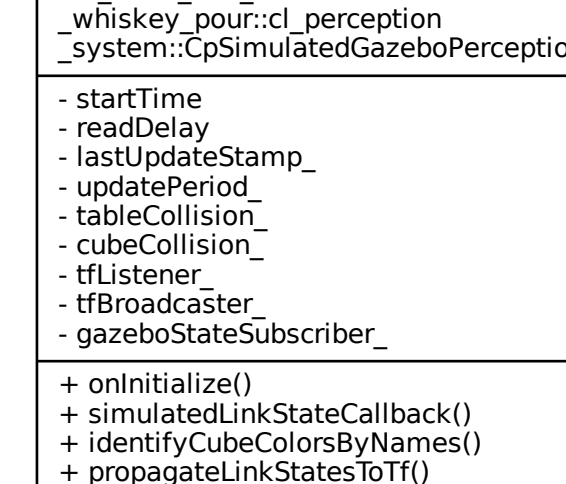 _whiskey_pour::cl_perception
_system::CpSimulatedGazeboPerceptio
- startTime
- readDelay
- lastUpdateStamp_
- updatePeriod_
- tableCollision_
- cubeCollision_
- tfListener_
- tfBroadcaster_
- gazeboStateSubscriber_
+ onInitialize()
+ simulatedLinkStateCallback()
+ identifyCubeColorsByNames()
+ propagateLinkStatesToTf()